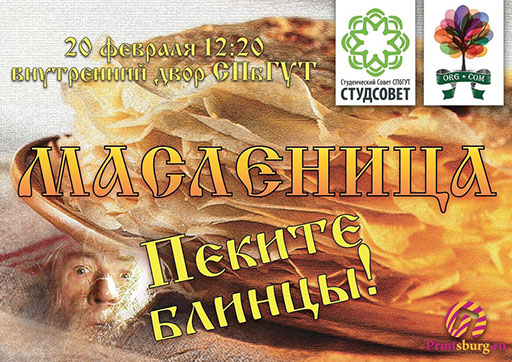 20 февраля 12:20
внутренний двор СПбГУТ
Студенческий Совет СПбГУТ
СТУДСОВЕТ
ORG • COM
МАСЛЕНИЦА
Пеките
блинцы!
Printsburg.ru